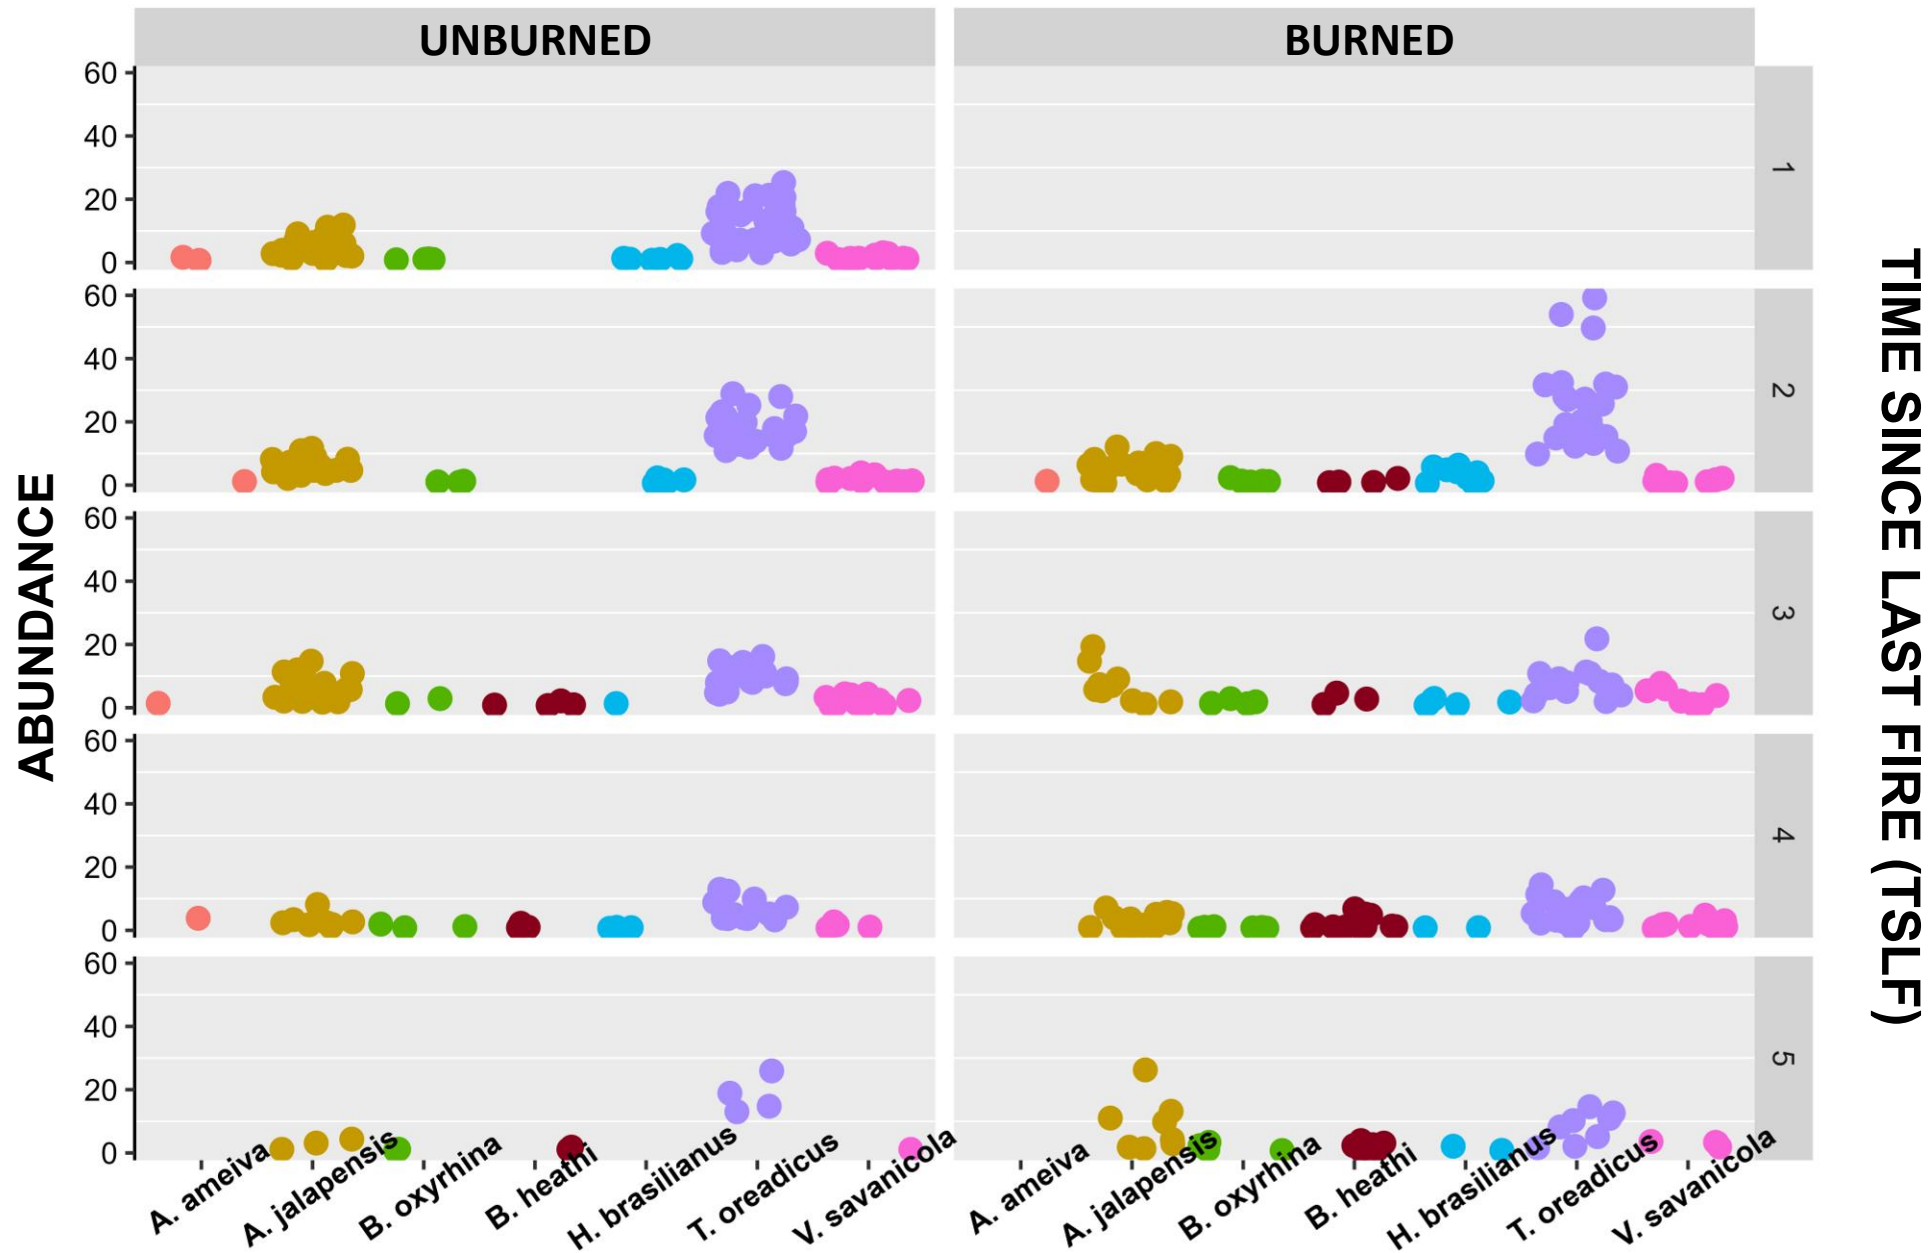 UNBURNED
BURNED
60
40
20
0
1
60
40
20
0
2
60
40
20
0
3
60
40
20
0
4
60
40
20
0
5
ABUNDANCE
TIME SINCE LAST FIRE (TSLF)
A. ameiva
A. jalapensis
B. oxyrhina
B. heathi
H. brasilianus
T. oreadicus
V. savanicola
A. ameiva
A. jalapensis
B. oxyrhina
B. heathi
H. brasilianus
T. oreadicus
V. savanicola